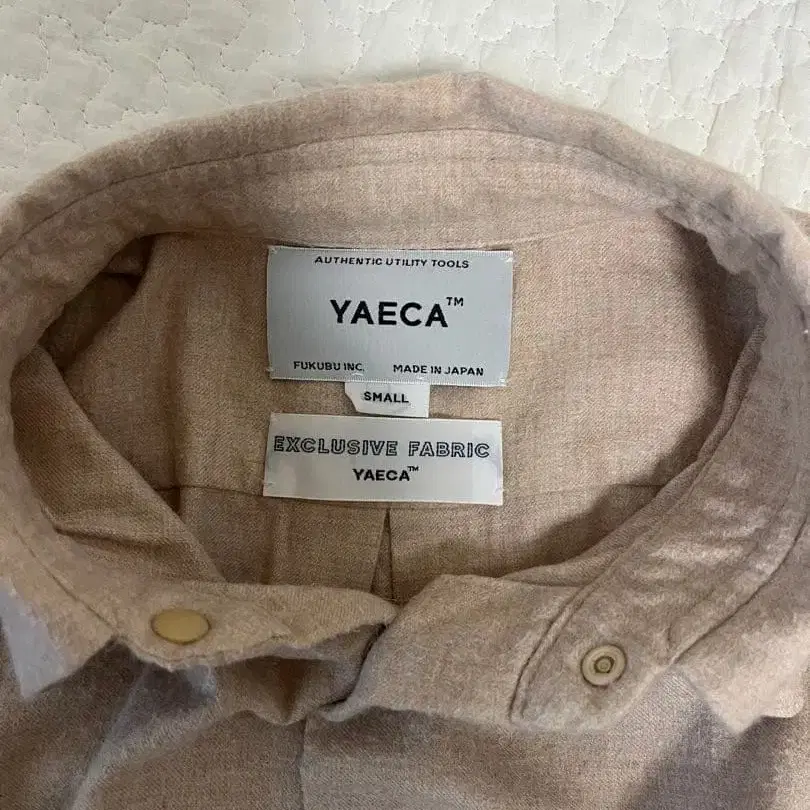 AUTHENTIC UTILITY TOOLS
YAECA™
FUKUBU INC. MADE IN JAPAN
SMALL
EXCLUSIVE FABRIC
YAECA™